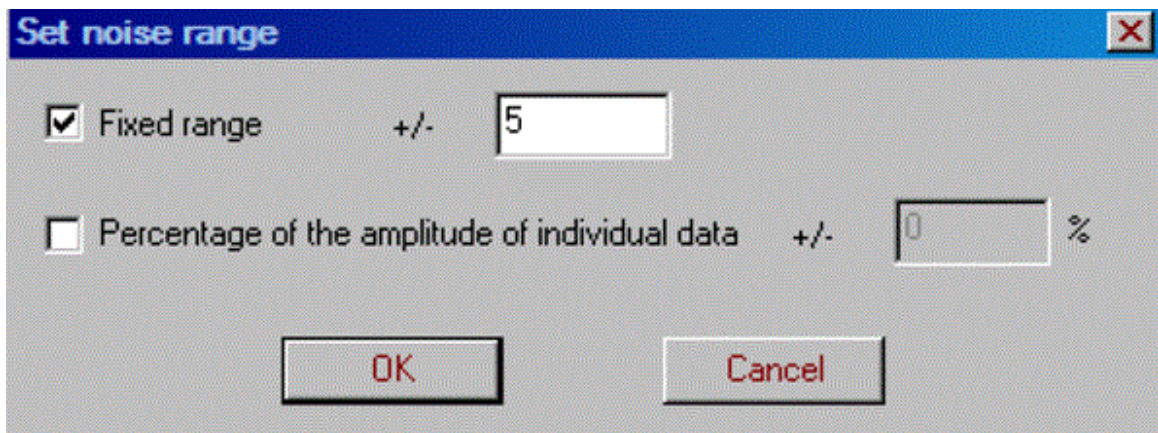 Set noise range
Fixed range +/- 5
Percentage of the amplitude of individual data +/- 0 %
OK Cancel